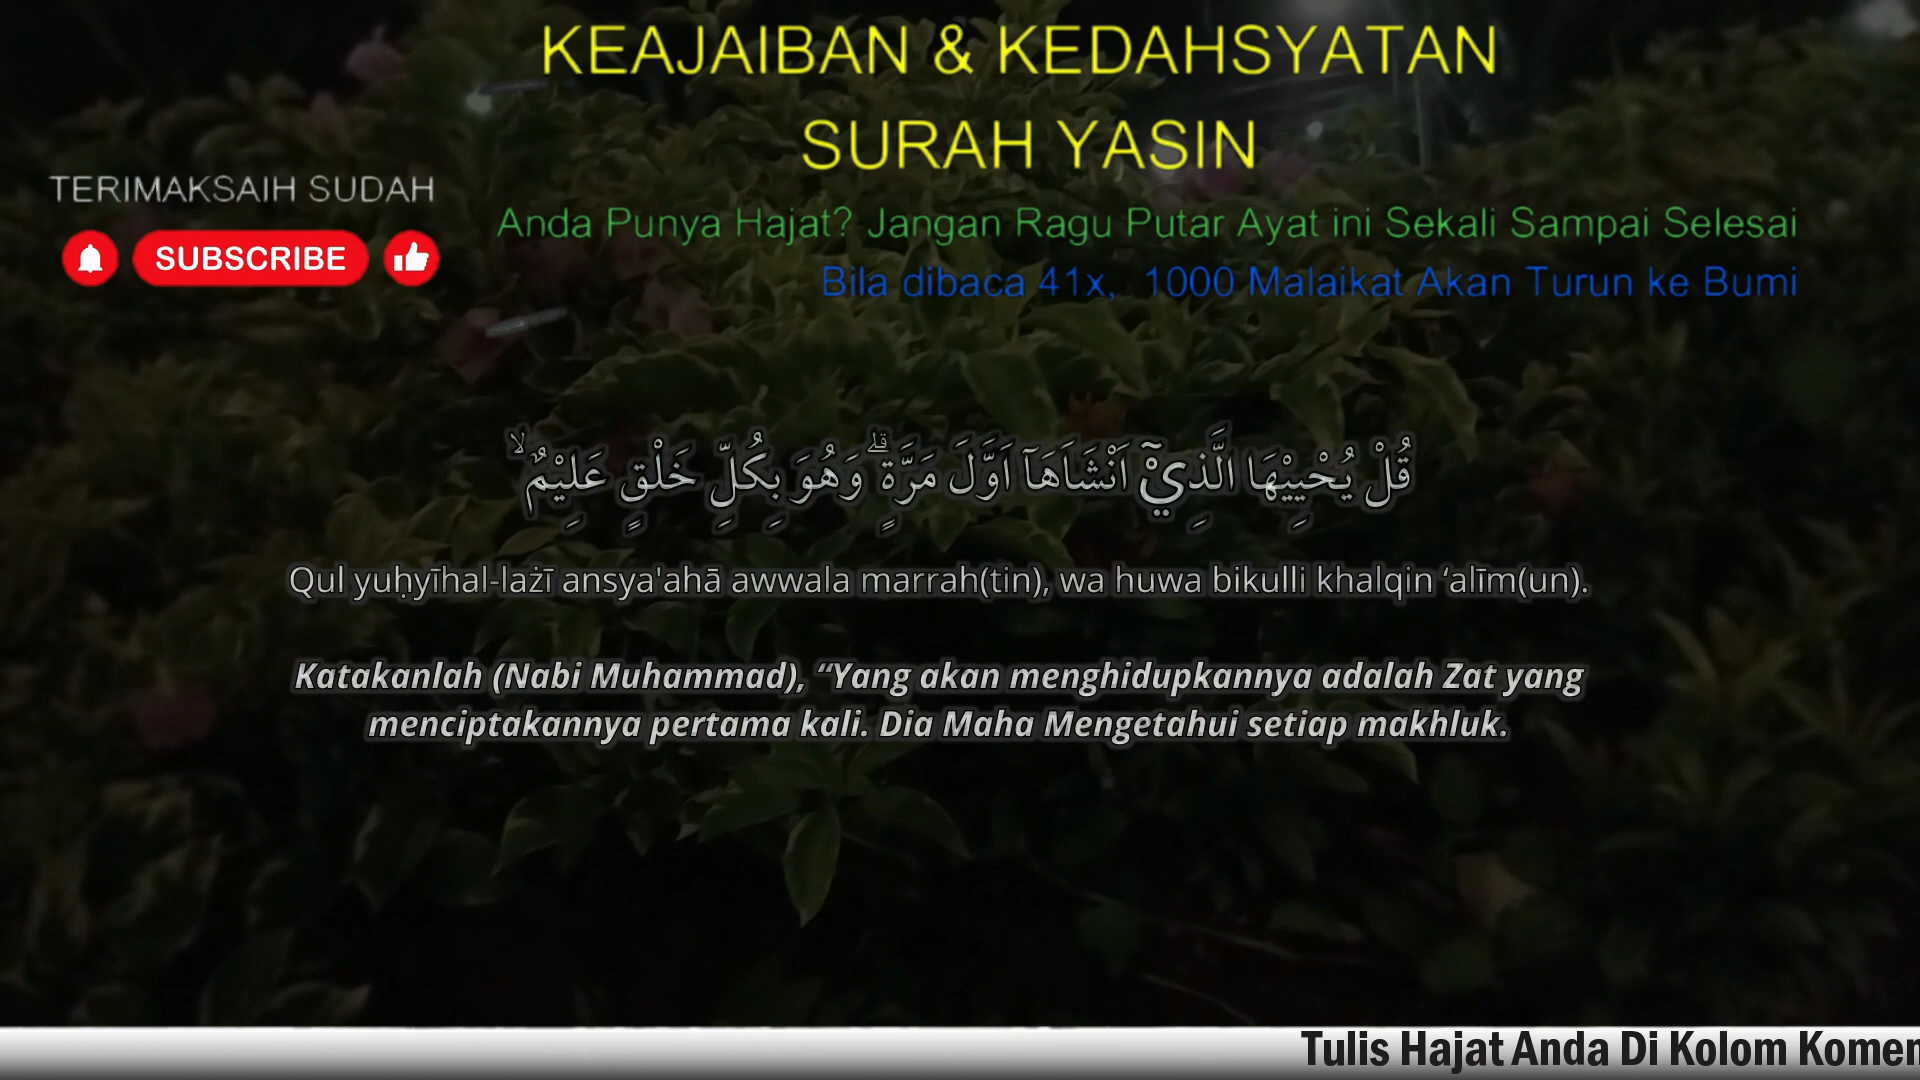 KEAJAIBAN & KEDAHSYATAN
SURAH YASIN
TERIMAKSAIH SUDAH
SUBSCRIBE
Anda Punya Hajat? Jangan Ragu Putar Ayat ini Sekali Sampai Selesai
Bila dibaca 41x, 1000 Malaikat Akan Turun ke Bumi
قُلْ يُحْيِيْهَا الَّذِيْٓ اَنْشَاَهَآ اَوَّلَ مَرَّةٍ ۗوَهُوَ بِكُلِّ خَلْقٍ عَلِيْمٌ ۙ
Qul yuḥyīhal-lażī ansya'ahā awwala marrah(tin), wa huwa bikulli khalqin ‘alīm(un).
Katakanlah (Nabi Muhammad), “Yang akan menghidupkannya adalah Zat yang
menciptakannya pertama kali. Dia Maha Mengetahui setiap makhluk.
Tulis Hajat Anda Di Kolom Komen